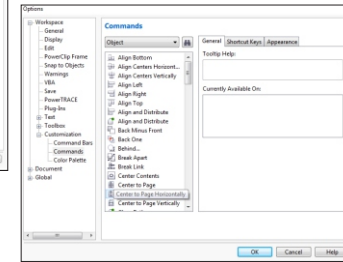 Options
Workspace
General
Display
Edit
PowerClip Frame
Snap to Objects
Warnings
VBA
Save
PowerTRACE
Plug-Ins
Text
Toolbox
Customization
Command Bars
Commands
Color Palette
Document
Global
Commands
Object
Align Bottom
Align Centers Horizont...
Align Centers Vertically
Align Left
Align Right
Align Top
Align and Distribute
Align and Distribute
Back Minus Front
Back One
Behind...
Break Apart
Break Link
Center Contents
Center to Page
Center to Page Horizontally
Center to Page Vertically
General Shortcut Keys Appearance
Tooltip Help:
Currently Available On:
OK Cancel Help